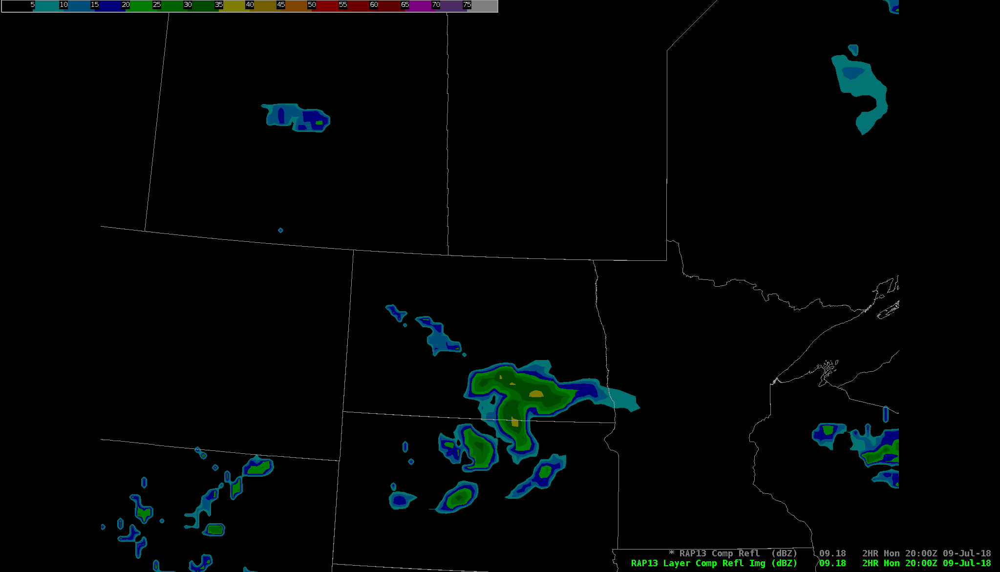 5 10 15 20 25 30 35 40 45 50 55 60 65 70 75
* RAP13 Comp Refl (dBZ) 09.18 2HR Mon 20:00Z 09-Jul-18
RAP13 Layer Comp Refl Img (dBZ) 09.18 2HR Mon 20:00Z 09-Jul-18